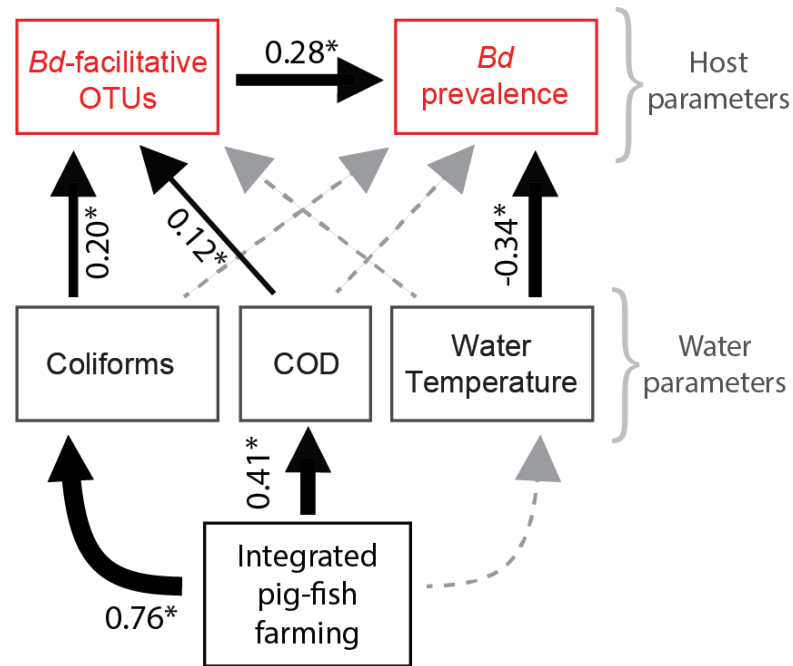 Bd-facilitative
OTUs
0.28*
Bd
prevalence
Host
parameters
0.20*
0.12*
-0.34*
Coliforms
COD
Water
Temperature
Water
parameters
0.41*
0.76*
Integrated
pig-fish
farming